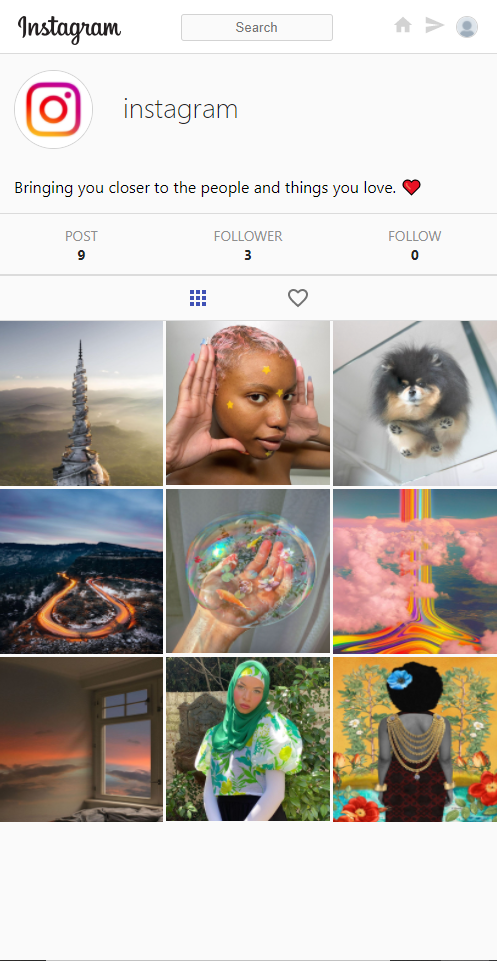 Instagram
Search
instagram
Bringing you closer to the people and things you love. ❤️
POST
9
FOLLOWER
3
FOLLOW
0